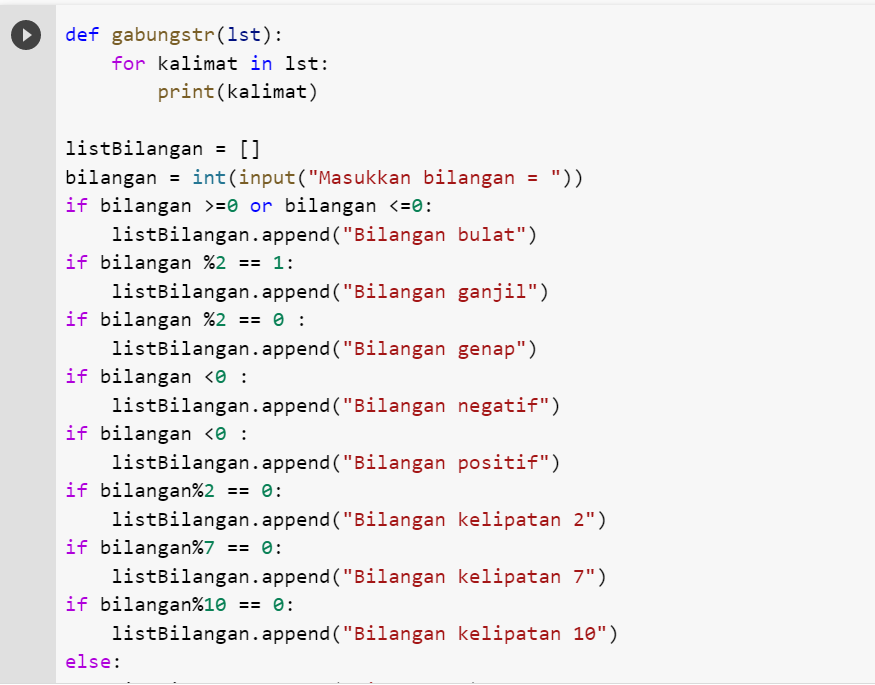 def gabungstr(lst):
    for kalimat in lst:
        print(kalimat)

listBilangan = []
bilangan = int(input("Masukkan bilangan = "))
if bilangan >=0 or bilangan <=0:
    listBilangan.append("Bilangan bulat")
if bilangan %2 == 1:
    listBilangan.append("Bilangan ganjil")
if bilangan %2 == 0 :
    listBilangan.append("Bilangan genap")
if bilangan <0 :
    listBilangan.append("Bilangan negatif")
if bilangan <0 :
    listBilangan.append("Bilangan positif")
if bilangan%2 == 0:
    listBilangan.append("Bilangan kelipatan 2")
if bilangan%7 == 0:
    listBilangan.append("Bilangan kelipatan 7")
if bilangan%10 == 0:
    listBilangan.append("Bilangan kelipatan 10")
else: